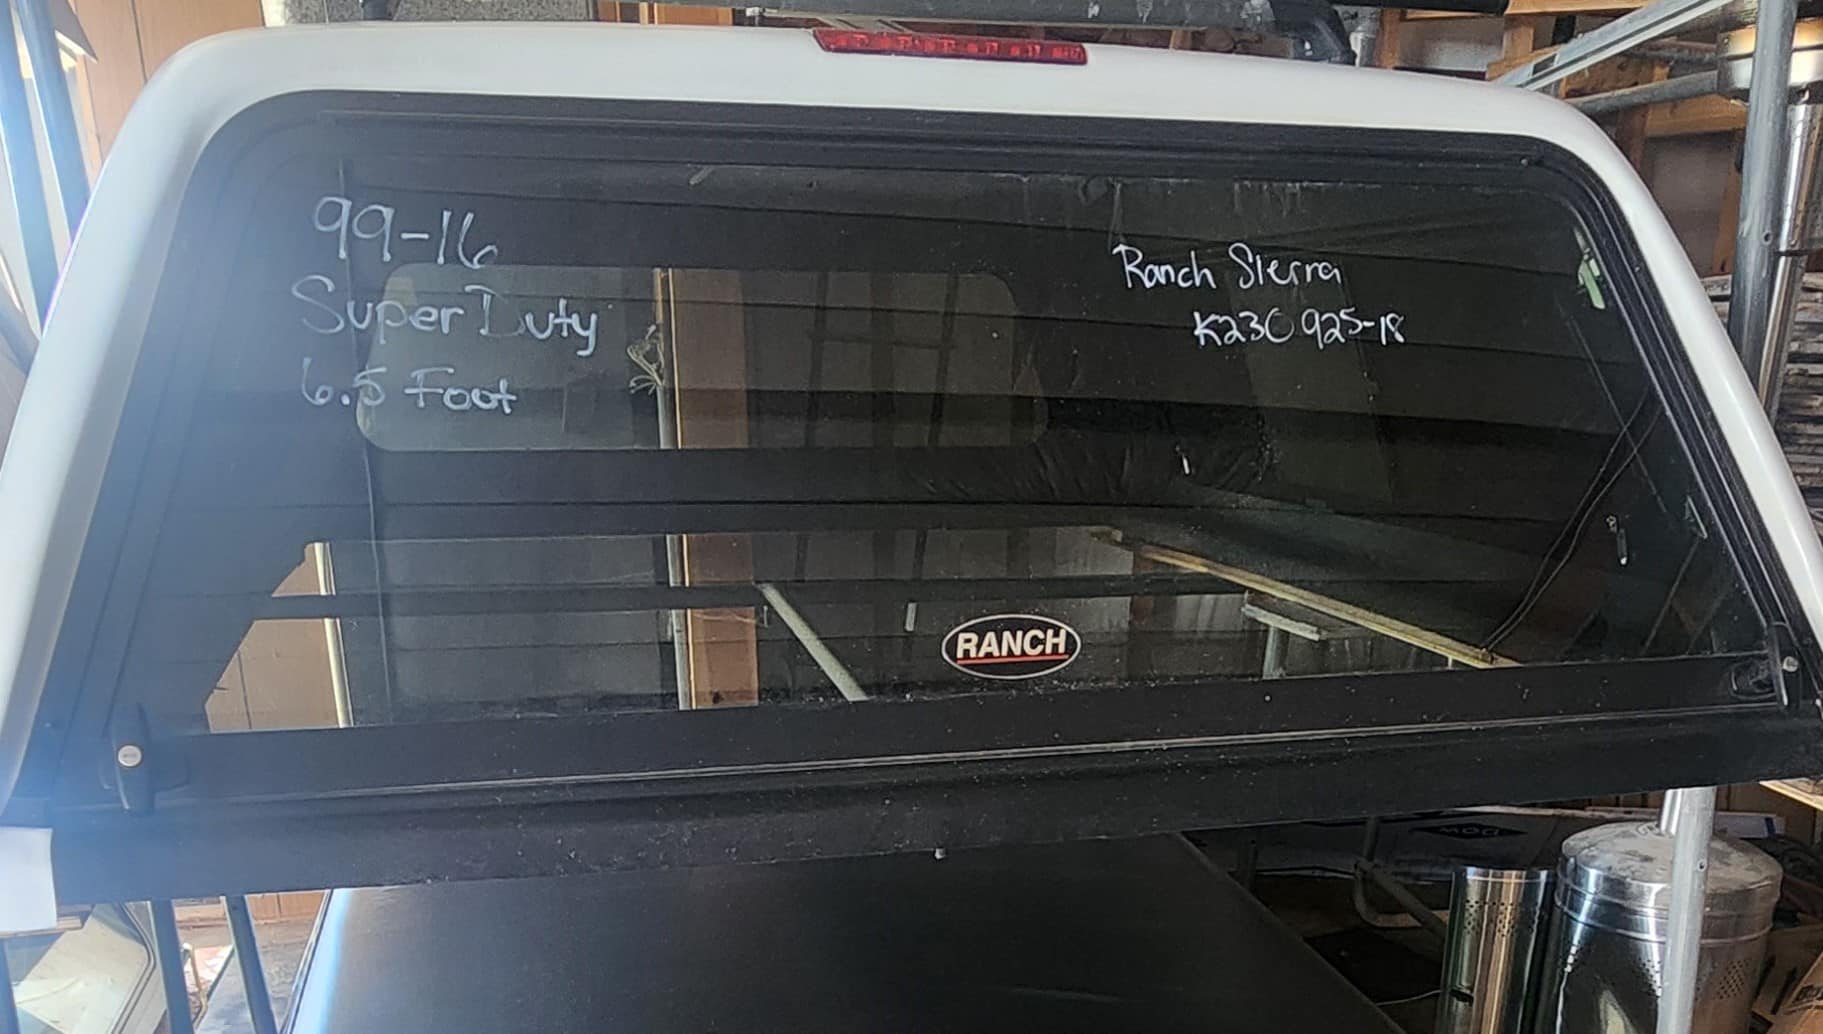 99-16
Super Duty
6.5 Foot
Ranch Sierra
K230925-18
RANCH